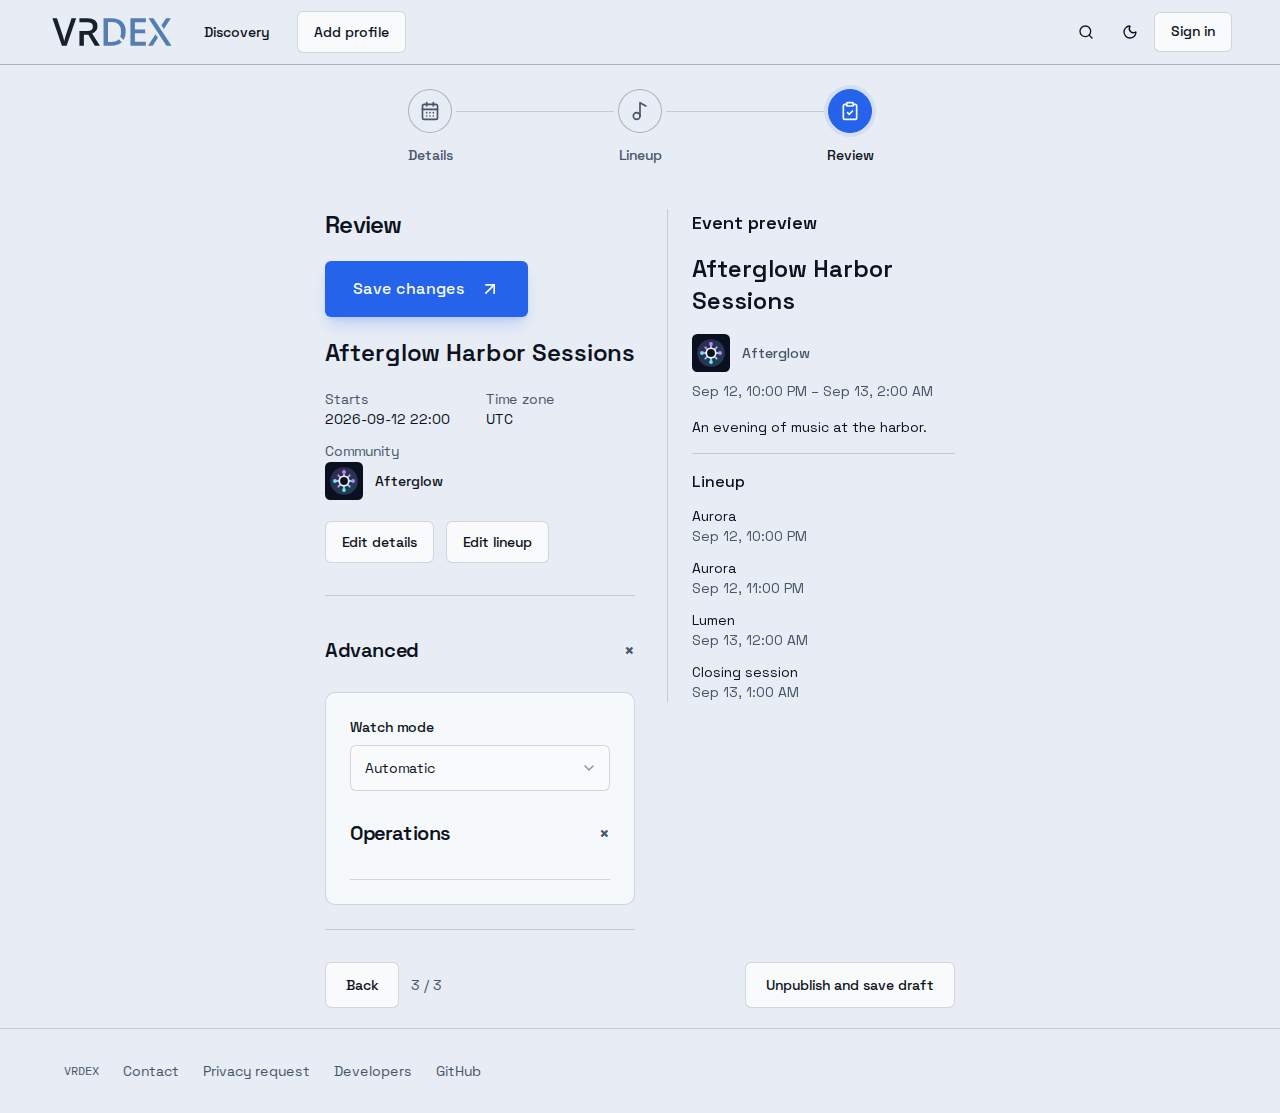 VRDEX
Discovery
Add profile
Sign in
Details
Lineup
Review
Review
Save changes
Afterglow Harbor Sessions
Starts
2026-09-12 22:00
Time zone
UTC
Community
Afterglow
Edit details
Edit lineup
Advanced
Watch mode
Automatic
Operations
Event preview
Afterglow Harbor
Sessions
Afterglow
Sep 12, 10:00 PM – Sep 13, 2:00 AM
An evening of music at the harbor.
Lineup
Aurora
Sep 12, 10:00 PM
Aurora
Sep 12, 11:00 PM
Lumen
Sep 13, 12:00 AM
Closing session
Sep 13, 1:00 AM
Back
3 / 3
Unpublish and save draft
VRDEX
Contact
Privacy request
Developers
GitHub